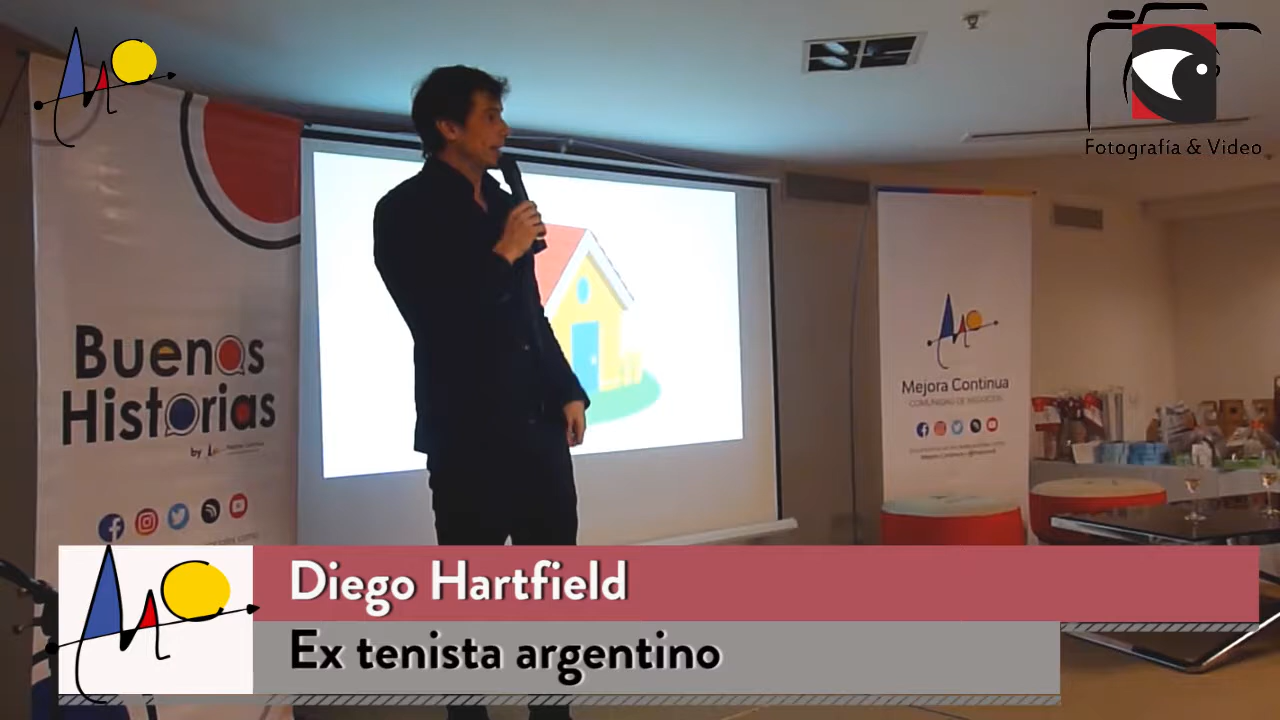 Fotografía & Video
Buenas
Historias
by
Mejora Continua
COMUNIDAD DE NEGOCIOS
Diego Hartfield
Ex tenista argentino